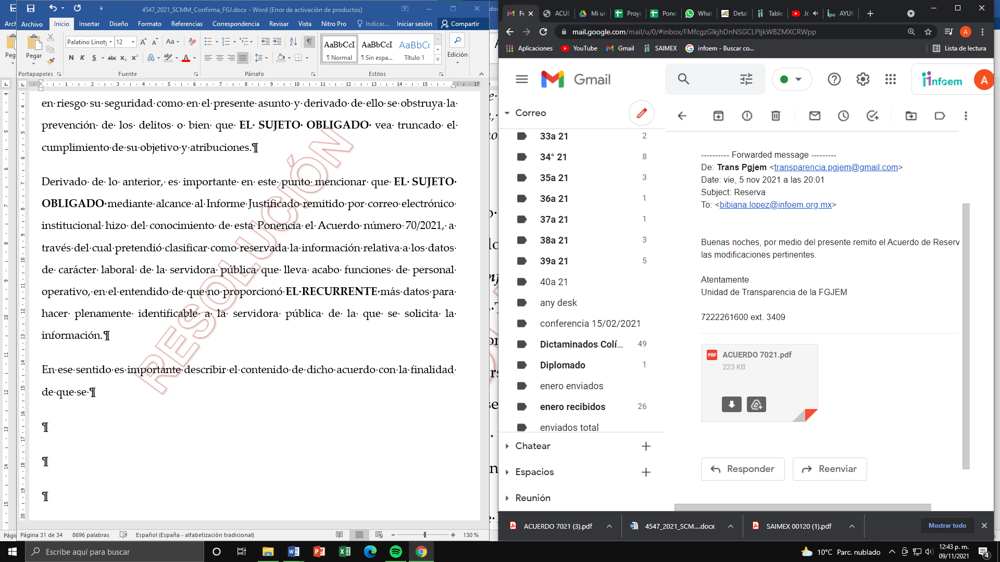 4547_2021_SCMM_Confirma_FGJ.docx - Word (Error de activación de productos)
Archivo Inicio Insertar Diseño Formato Referencias Correspondencia Revisar Vista Nitro Pro Indicar... Iniciar sesión Compartir
Pegar
Palatino Linoty 12
N K S abc x₂ x²
AaBbCcI AaBbCcI AaBbCc
¶ Normal ¶ Sin espa... Título 1
Edición
Portapapeles Fuente Párrafo Estilos
en riesgo su seguridad como en el presente asunto y derivado de ello se obstruya la
prevención de los delitos o bien que EL SUJETO OBLIGADO vea truncado el
cumplimiento de su objetivo y atribuciones.¶
Derivado de lo anterior, es importante en este punto mencionar que EL SUJETO
OBLIGADO mediante alcance al Informe Justificado remitido por correo electrónico
institucional hizo del conocimiento de esta Ponencia el Acuerdo número 70/2021, a
través del cual pretendió clasificar como reservada la información relativa a los datos
de carácter laboral de la servidora pública que lleva acabo funciones de personal
operativo, en el entendido de que no proporcionó EL RECURRENTE más datos para
hacer plenamente identificable a la servidora pública de la que se solicita la
información.¶
En ese sentido es importante describir el contenido de dicho acuerdo con la finalidad
de que se ¶
¶
¶
¶
RESOLUCIÓN
Página 31 de 34 8696 palabras Español (España - alfabetización tradicional) 130 %
ACUE Mi un Proye Pone What Detal Table Jó AYUN
mail.google.com/mail/u/0/#inbox/FMfcgzGlkjhDnNSGCLPljkWBZMXCRWpp
Aplicaciones YouTube Gmail SAIMEX infoem - Buscar co... Lista de lectura
Gmail
infoem A
Correo
33a 21 2
34° 21 8
35a 21 3
36a 21 1
37a 21 1
38a 21 3
39a 21 5
40a 21
any desk
conferencia 15/02/2021
Dictaminados Colí... 49
Diplomado 1
enero enviados
enero recibidos 26
enviados total
Chatear
Espacios
Reunión
---------- Forwarded message ---------
De: Trans Pgjem <transparencia.pgjem@gmail.com>
Date: vie, 5 nov 2021 a las 20:01
Subject: Reserva
To: <bibiana.lopez@infoem.org.mx>
Buenas noches, por medio del presente remito el Acuerdo de Reserv
las modificaciones pertinentes.
Atentamente
Unidad de Transparencia de la FGJEM
7222261600 ext. 3409
PDF ACUERDO 7021.pdf
223 KB
Responder Reenviar
ACUERDO 7021 (3).pdf 4547_2021_SCM....docx SAIMEX 00120 (1).pdf Mostrar todo
Escribe aquí para buscar
10°C Parc. nublado
12:43 p. m.
09/11/2021
4